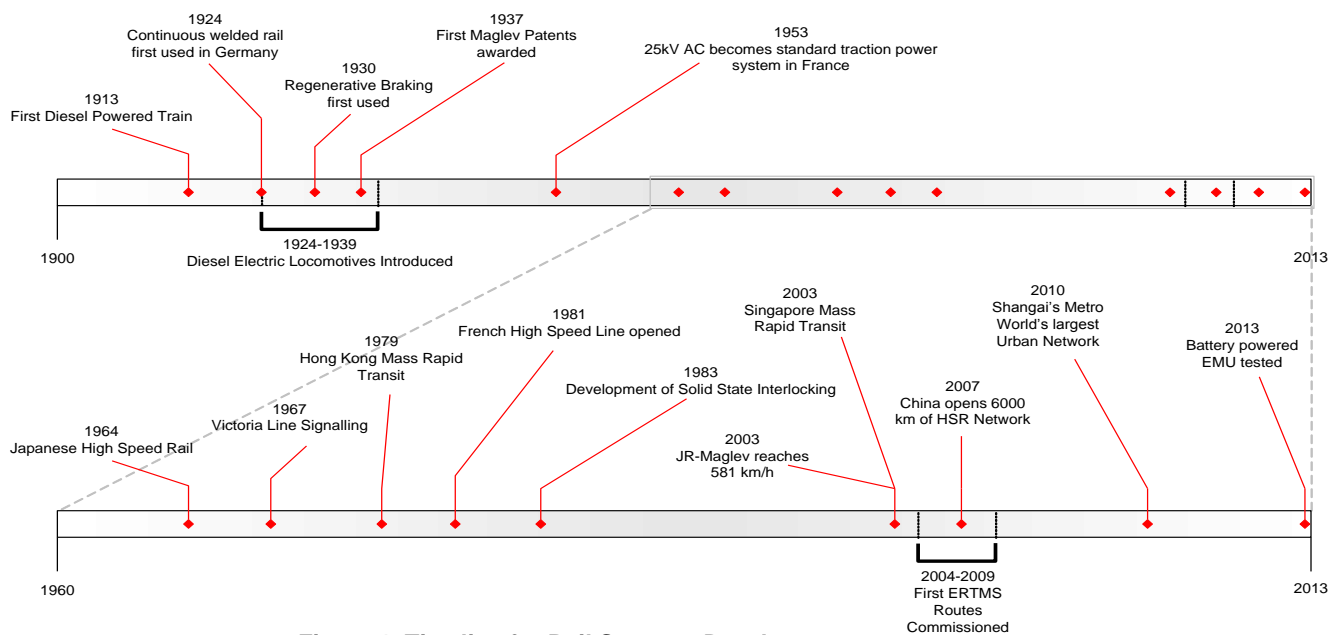 1924
Continuous welded rail
first used in Germany
1937
First Maglev Patents
awarded
1953
25kV AC becomes standard traction power
system in France
1930
Regenerative Braking
first used
1913
First Diesel Powered Train
1924-1939
Diesel Electric Locomotives Introduced
1900
2013
1964
Japanese High Speed Rail
1967
Victoria Line Signalling
1979
Hong Kong Mass Rapid
Transit
1981
French High Speed Line opened
1983
Development of Solid State Interlocking
2003
Singapore Mass
Rapid Transit
2003
JR-Maglev reaches
581 km/h
2007
China opens 6000
km of HSR Network
2010
Shangai's Metro
World's largest
Urban Network
2013
Battery powered
EMU tested
1960
2013
2004-2009
First ERTMS
Routes
Commissioned